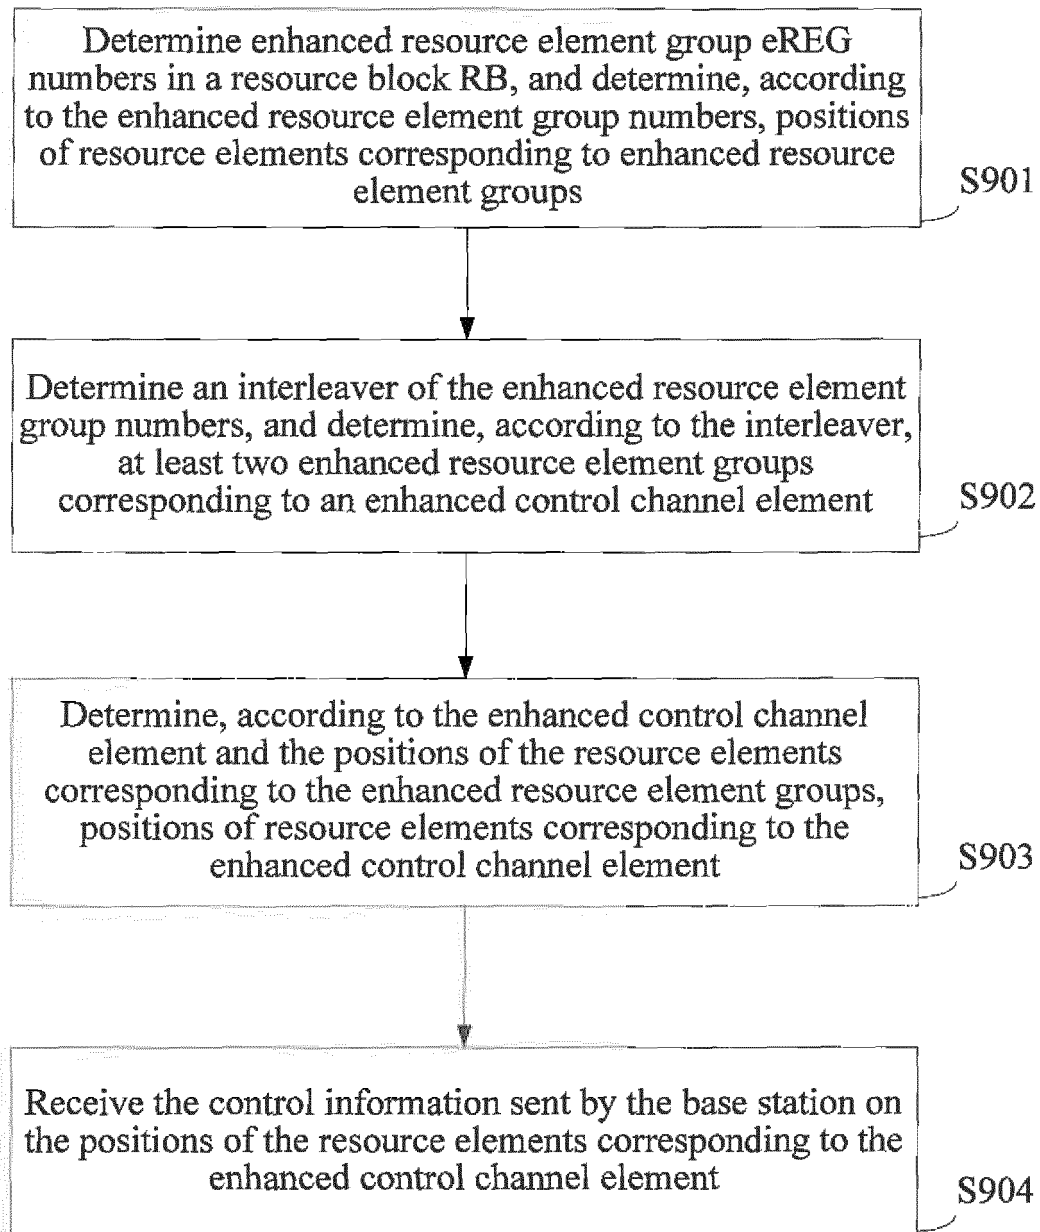 Determine enhanced resource element group eREG
numbers in a resource block RB, and determine, according
to the enhanced resource element group numbers, positions
of resource elements corresponding to enhanced resource
element groups
S901
Determine an interleaver of the enhanced resource element
group numbers, and determine, according to the interleaver,
at least two enhanced resource element groups
corresponding to an enhanced control channel element
S902
Determine, according to the enhanced control channel
element and the positions of the resource elements
corresponding to the enhanced resource element groups,
positions of resource elements corresponding to the
enhanced control channel element
S903
Receive the control information sent by the base station on
the positions of the resource elements corresponding to the
enhanced control channel element
S904